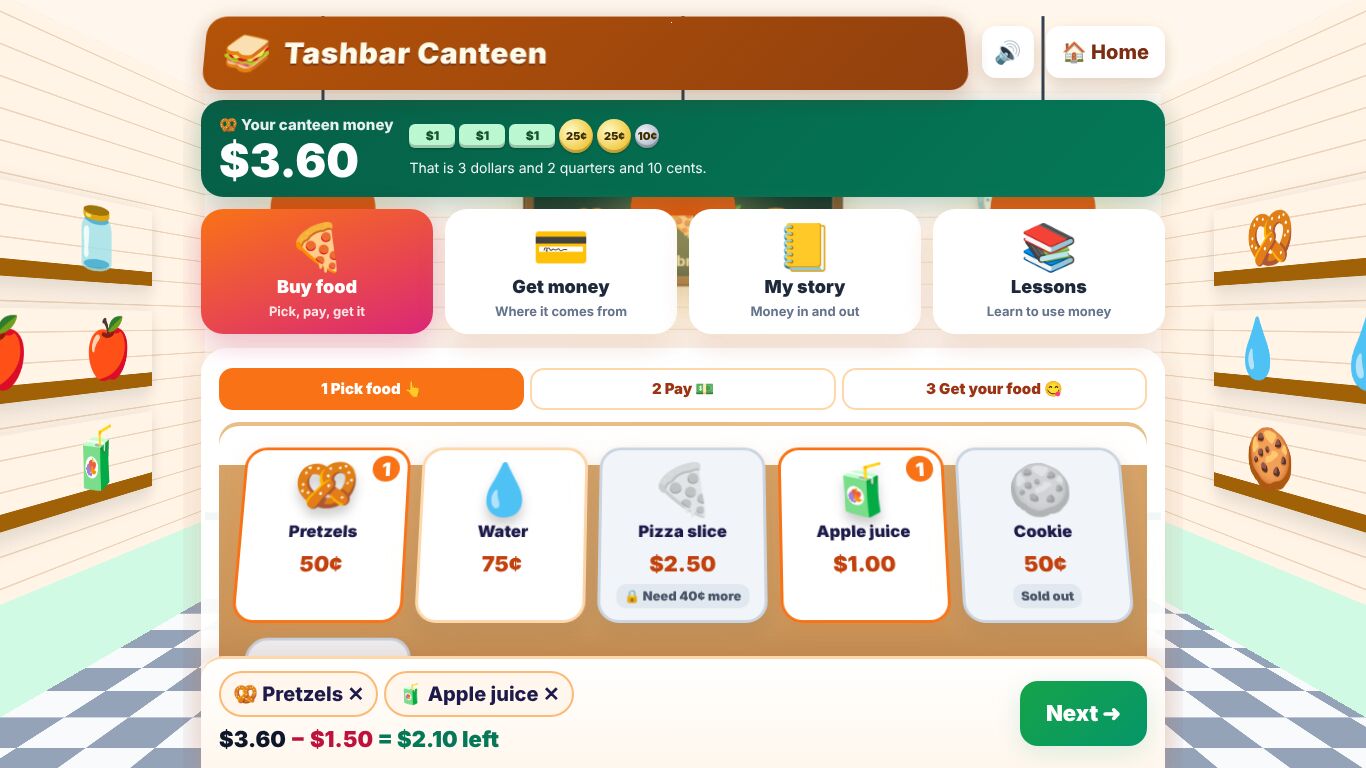 🥪 Tashbar Canteen
🔊
🏠 Home
🥨 Your canteen money
$3.60
$1 $1 $1 25¢ 25¢ 10¢
That is 3 dollars and 2 quarters and 10 cents.
Buy food
Pick, pay, get it
Get money
Where it comes from
My story
Money in and out
Lessons
Learn to use money
1 Pick food 👆
2 Pay 💵
3 Get your food 😋
1
Pretzels
50¢
Water
75¢
Pizza slice
$2.50
🔒 Need 40¢ more
1
Apple juice
$1.00
Cookie
50¢
Sold out
🥨 Pretzels ✕
🧃 Apple juice ✕
$3.60 − $1.50 = $2.10 left
Next ➜